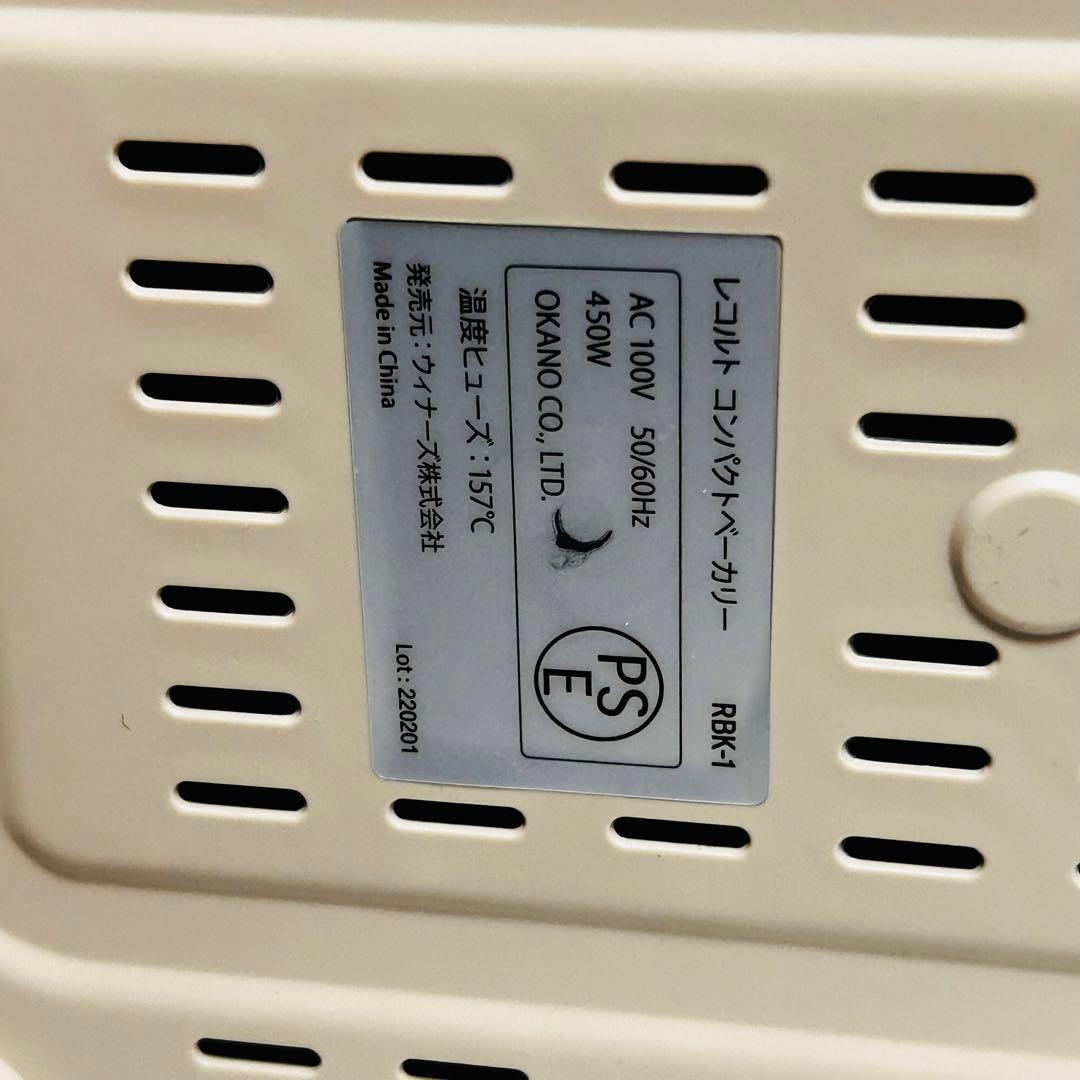 レコルト コンパクトベーカリー RBK-1
AC 100V 50/60Hz
450W
OKANO CO., LTD.
PS
E
温度ヒューズ：157℃
発売元：ウィナーズ株式会社
Made in China
Lot : 220201